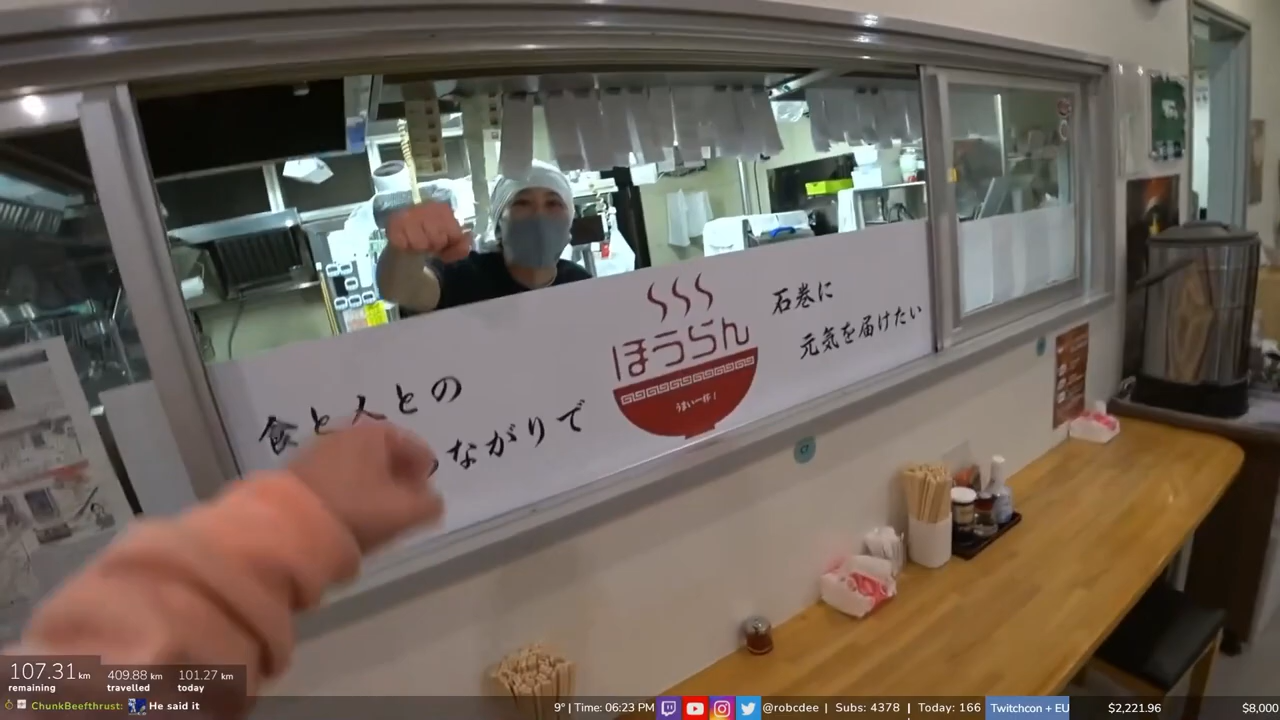 食と人との
ながりで
ほうらん
うまい一杯!
石巻に
元気を届けたい
107.31 km
remaining
409.88 km
travelled
101.27 km
today
ChunkBeefthrust: He said it
9° | Time: 06:23 PM
@robcdee | Subs: 4378 | Today: 166
Twitchcon + EU
$2,221.96
$8,000